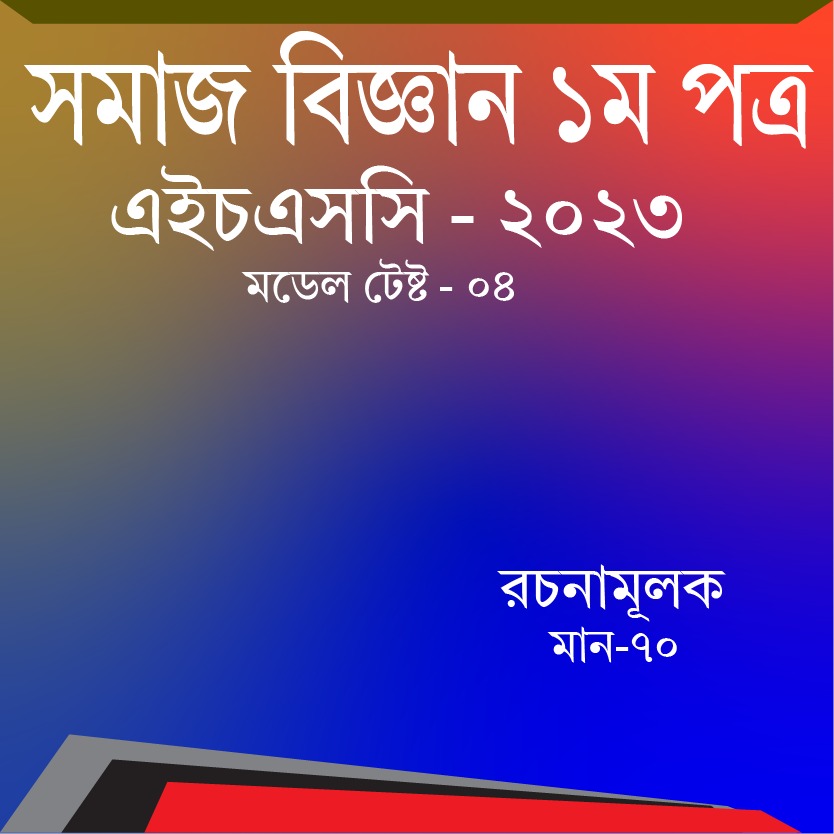 সমাজ বিজ্ঞান ১ম পত্র
এইচএসসি - ২০২৩
মডেল টেষ্ট - ০৪
রচনামূলক
মান-৭০